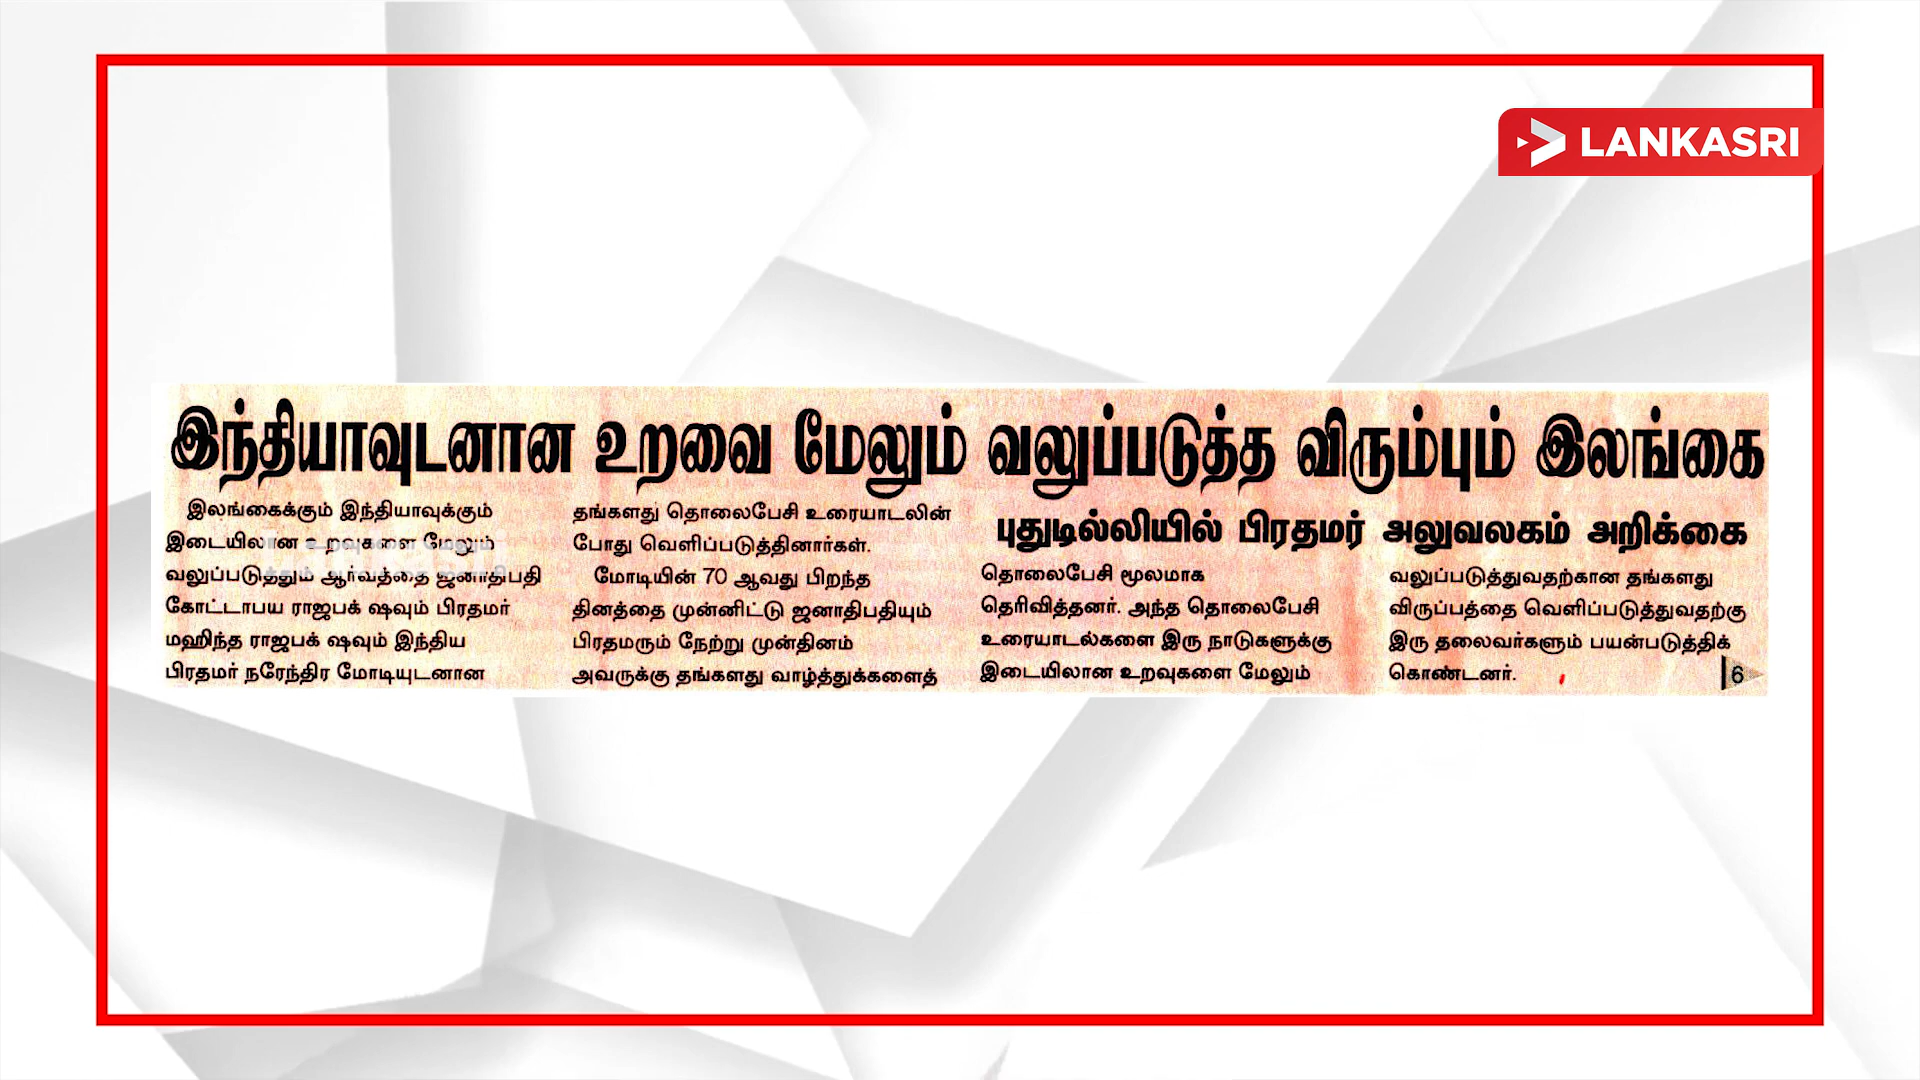 LANKASRI
இந்தியாவுடனான உறவை மேலும் வலுப்படுத்த விரும்பும் இலங்கை
புதுடில்லியில் பிரதமர் அலுவலகம் அறிக்கை
இலங்கைக்கும் இந்தியாவுக்கும்
இடையிலான உறவுகளை மேலும்
வலுப்படுத்தும் ஆர்வத்தை ஜனாதிபதி
கோட்டாபய ராஜபக் ஷவும் பிரதமர்
மஹிந்த ராஜபக் ஷவும் இந்திய
பிரதமர் நரேந்திர மோடியுடனான
தங்களது தொலைபேசி உரையாடலின்
போது வெளிப்படுத்தினார்கள்.
மோடியின் 70 ஆவது பிறந்த
தினத்தை முன்னிட்டு ஜனாதிபதியும்
பிரதமரும் நேற்று முன்தினம்
அவருக்கு தங்களது வாழ்த்துக்களைத்
தொலைபேசி மூலமாக
தெரிவித்தனர். அந்த தொலைபேசி
உரையாடல்களை இரு நாடுகளுக்கு
இடையிலான உறவுகளை மேலும்
வலுப்படுத்துவதற்கான தங்களது
விருப்பத்தை வெளிப்படுத்துவதற்கு
இரு தலைவர்களும் பயன்படுத்திக்
கொண்டனர்.
6